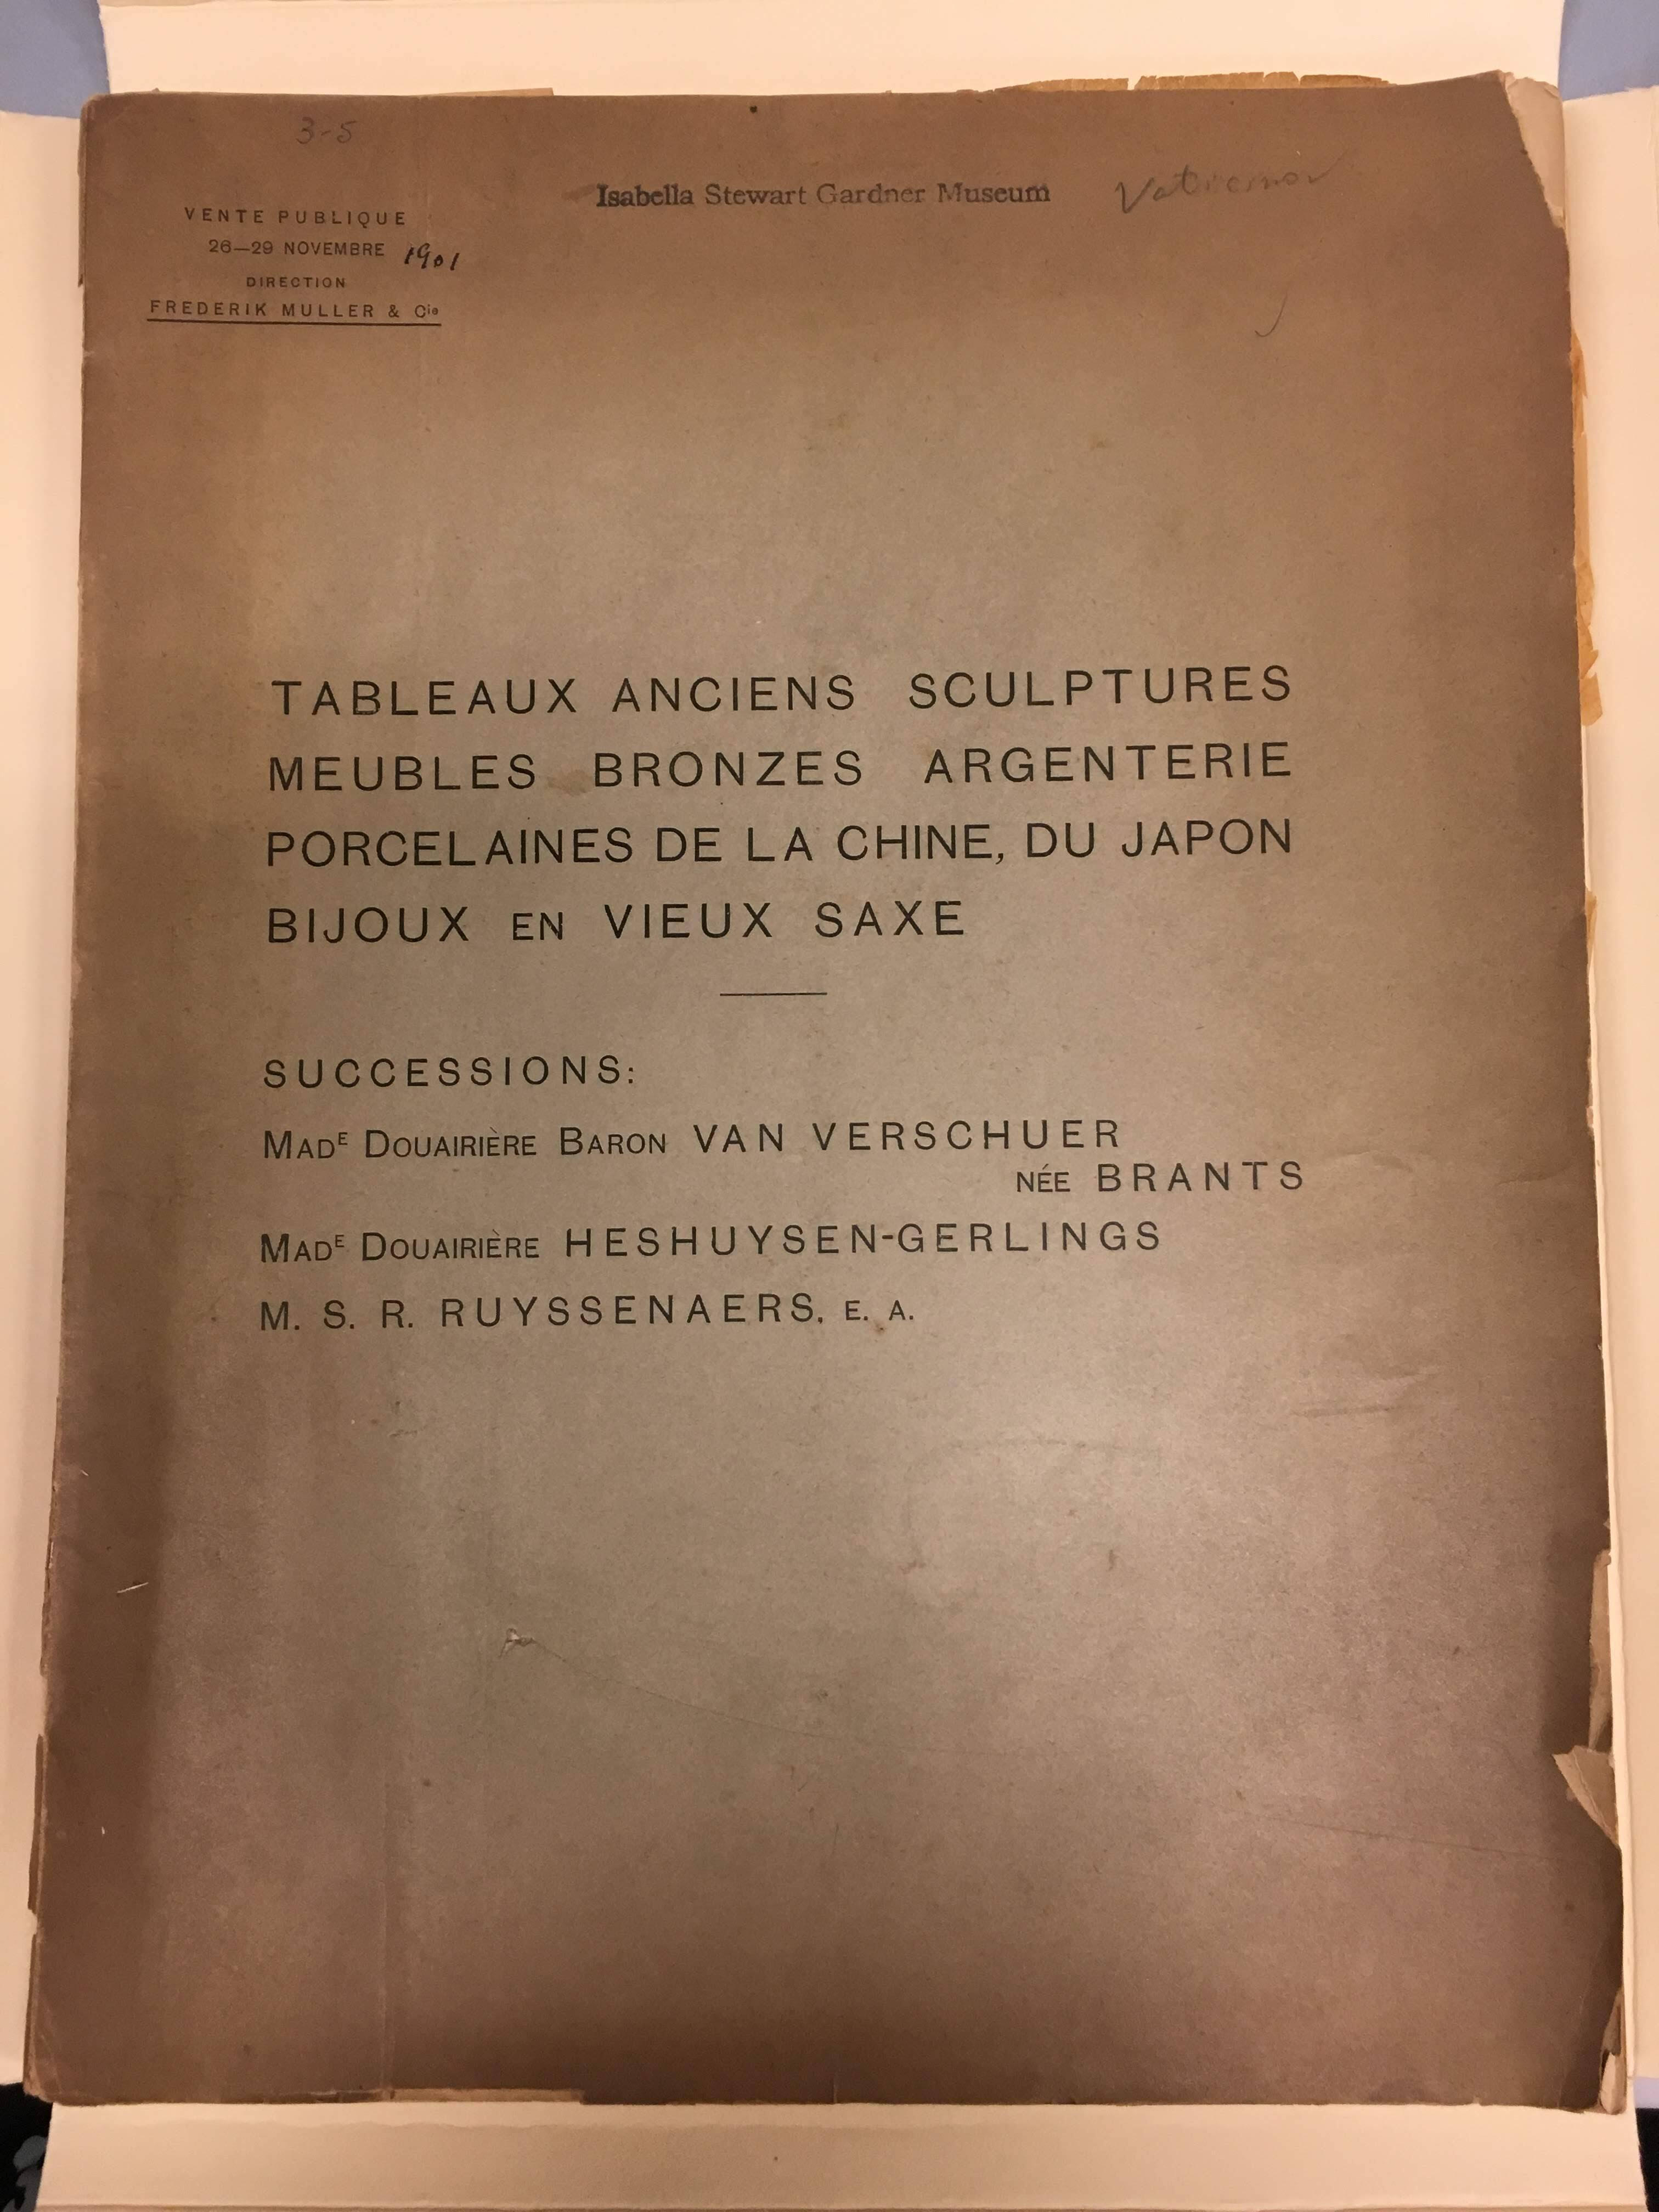 3-5
Isabella Stewart Gardner Museum
VENTE PUBLIQUE
26—29 NOVEMBRE 1901
DIRECTION
FREDERIK MULLER & Cie
TABLEAUX ANCIENS SCULPTURES
MEUBLES BRONZES ARGENTERIE
PORCELAINES DE LA CHINE, DU JAPON
BIJOUX EN VIEUX SAXE
SUCCESSIONS:
MADE DOUAIRIÈRE BARON VAN VERSCHUER
NÉE BRANTS
MADE DOUAIRIÈRE HESHUYSEN-GERLINGS
M. S. R. RUYSSENAERS, E. A.